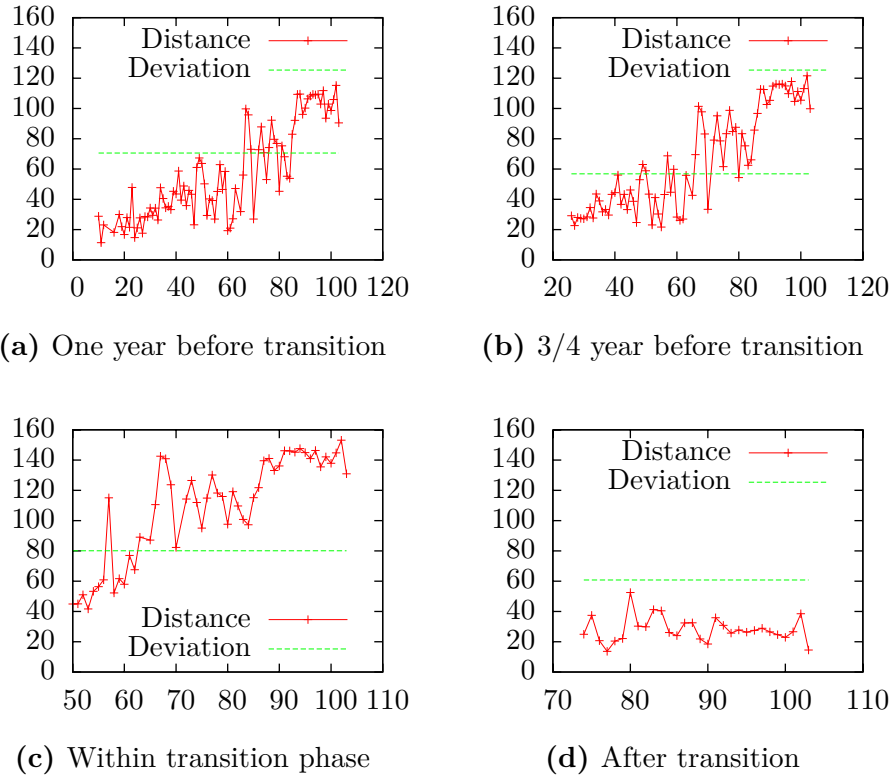 160
140
120
100
80
60
40
20
0
0 20 40 60 80 100 120
Distance
Deviation
(a) One year before transition
160
140
120
100
80
60
40
20
0
20 40 60 80 100 120
Distance
Deviation
(b) 3/4 year before transition
160
140
120
100
80
60
40
20
0
50 60 70 80 90 100 110
Distance
Deviation
(c) Within transition phase
160
140
120
100
80
60
40
20
0
70 80 90 100 110
Distance
Deviation
(d) After transition